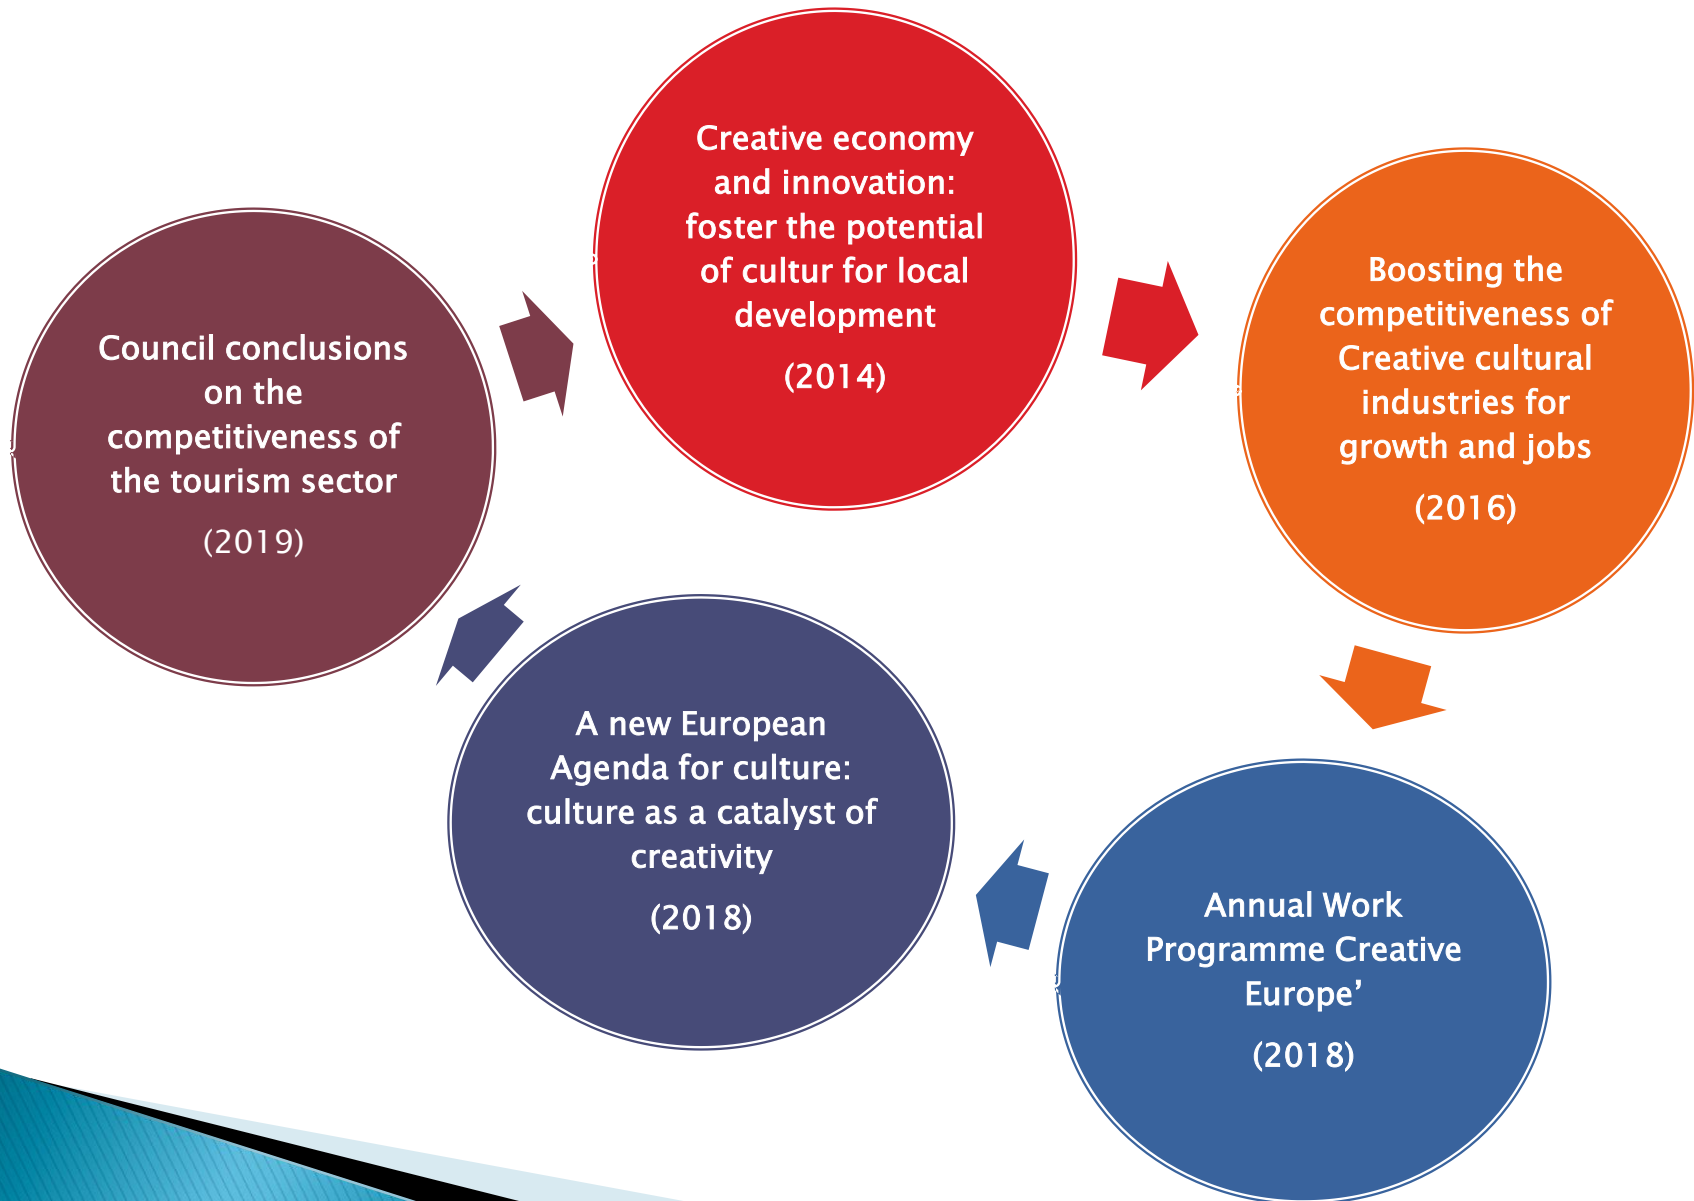 Creative economy
and innovation:
foster the potential
of cultur for local
development
(2014)
Boosting the
competitiveness of
Creative cultural
industries for
growth and jobs
(2016)
Annual Work
Programme Creative
Europe’
(2018)
A new European
Agenda for culture:
culture as a catalyst of
creativity
(2018)
Council conclusions
on the
competitiveness of
the tourism sector
(2019)